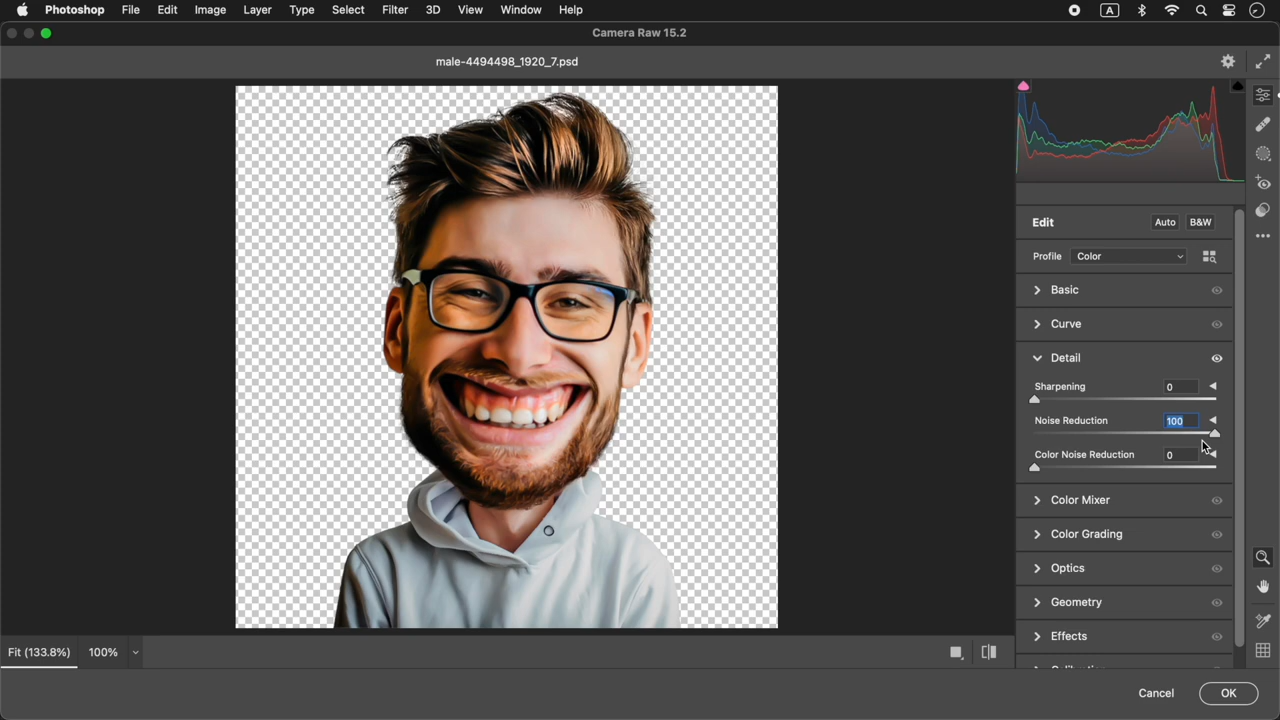 Photoshop File Edit Image Layer Type Select Filter 3D View Window Help A
Camera Raw 15.2
male-4494498_1920_7.psd
Edit Auto B&W
Profile Color
Basic
Curve
Detail
Sharpening 0
Noise Reduction 100
Color Noise Reduction 0
Color Mixer
Color Grading
Optics
Geometry
Effects
Fit (133.8%) 100%
Cancel OK